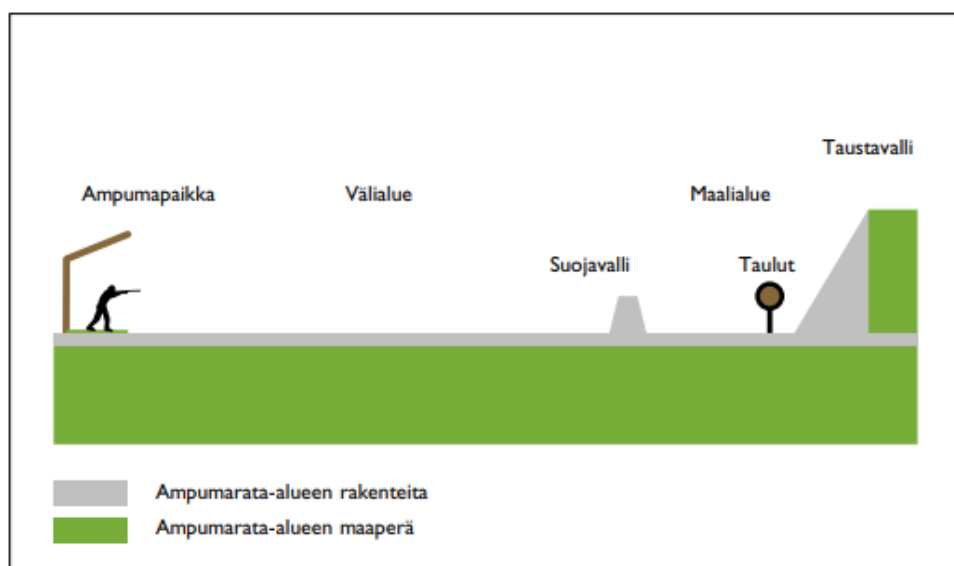 Taustavalli
Ampumapaikka Välialue Maalialue
Suojavalli Taulut
Ampumarata-alueen rakenteita
Ampumarata-alueen maaperä